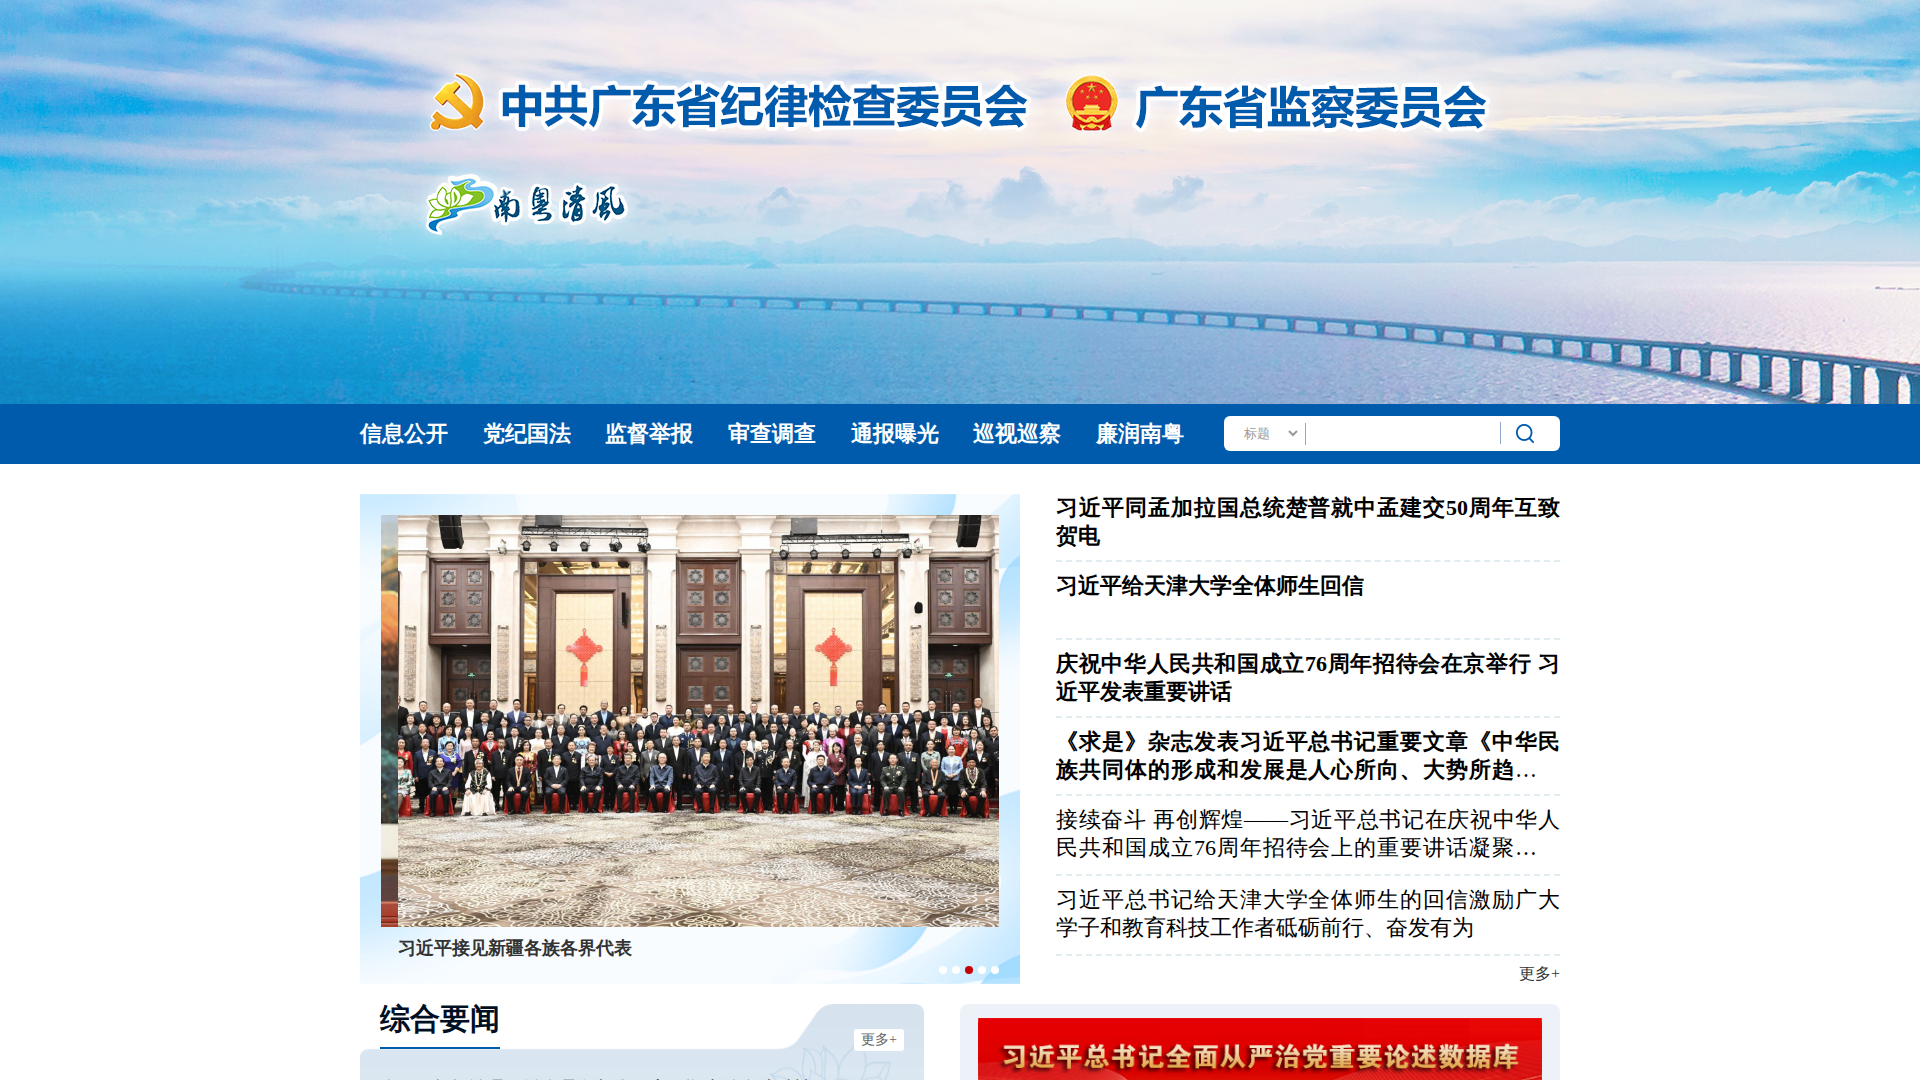 中共广东省纪律检查委员会 广东省监察委员会
南粤清风
信息公开 党纪国法 监督举报 审查调查 通报曝光 巡视巡察 廉润南粤 标题
习近平同孟加拉国总统楚普就中孟建交50周年互致
贺电
习近平给天津大学全体师生回信
庆祝中华人民共和国成立76周年招待会在京举行 习
近平发表重要讲话
《求是》杂志发表习近平总书记重要文章《中华民
族共同体的形成和发展是人心所向、大势所趋…
接续奋斗 再创辉煌——习近平总书记在庆祝中华人
民共和国成立76周年招待会上的重要讲话凝聚…
习近平总书记给天津大学全体师生的回信激励广大
学子和教育科技工作者砥砺前行、奋发有为
更多+
习近平接见新疆各族各界代表
综合要闻
更多+
习近平总书记全面从严治党重要论述数据库